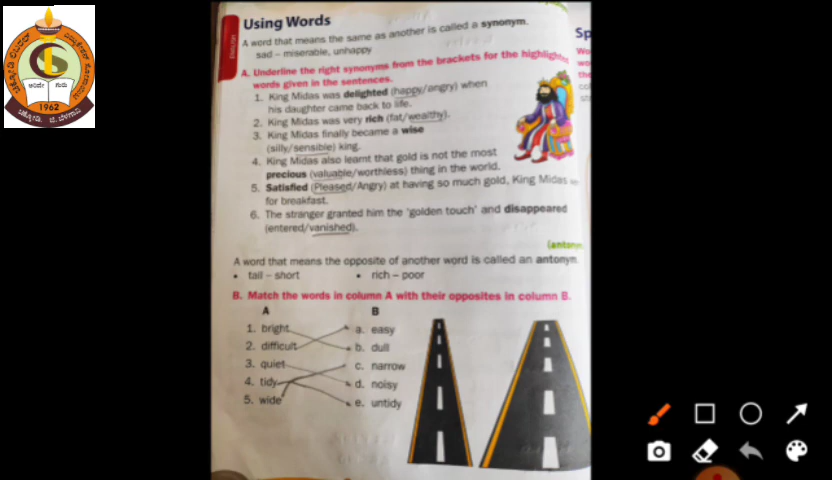 ENGLISH
Using Words
A word that means the same as another is called a synonym.
sad – miserable, unhappy
A. Underline the right synonyms from the brackets for the highlighted
words given in the sentences.
1. King Midas was delighted (happy/angry) when
his daughter came back to life.
2. King Midas was very rich (fat/wealthy).
3. King Midas finally became a wise
(silly/sensible) king.
4. King Midas also learnt that gold is not the most
precious (valuable/worthless) thing in the world.
5. Satisfied (Pleased/Angry) at having so much gold, King Midas
for breakfast.
6. The stranger granted him the 'golden touch' and disappeared
(entered/vanished).
(antonym
A word that means the opposite of another word is called an antonym.
• tall – short • rich – poor
B. Match the words in column A with their opposites in column B.
A B
1. bright a. easy
2. difficult b. dull
3. quiet c. narrow
4. tidy d. noisy
5. wide e. untidy
Sp
1962